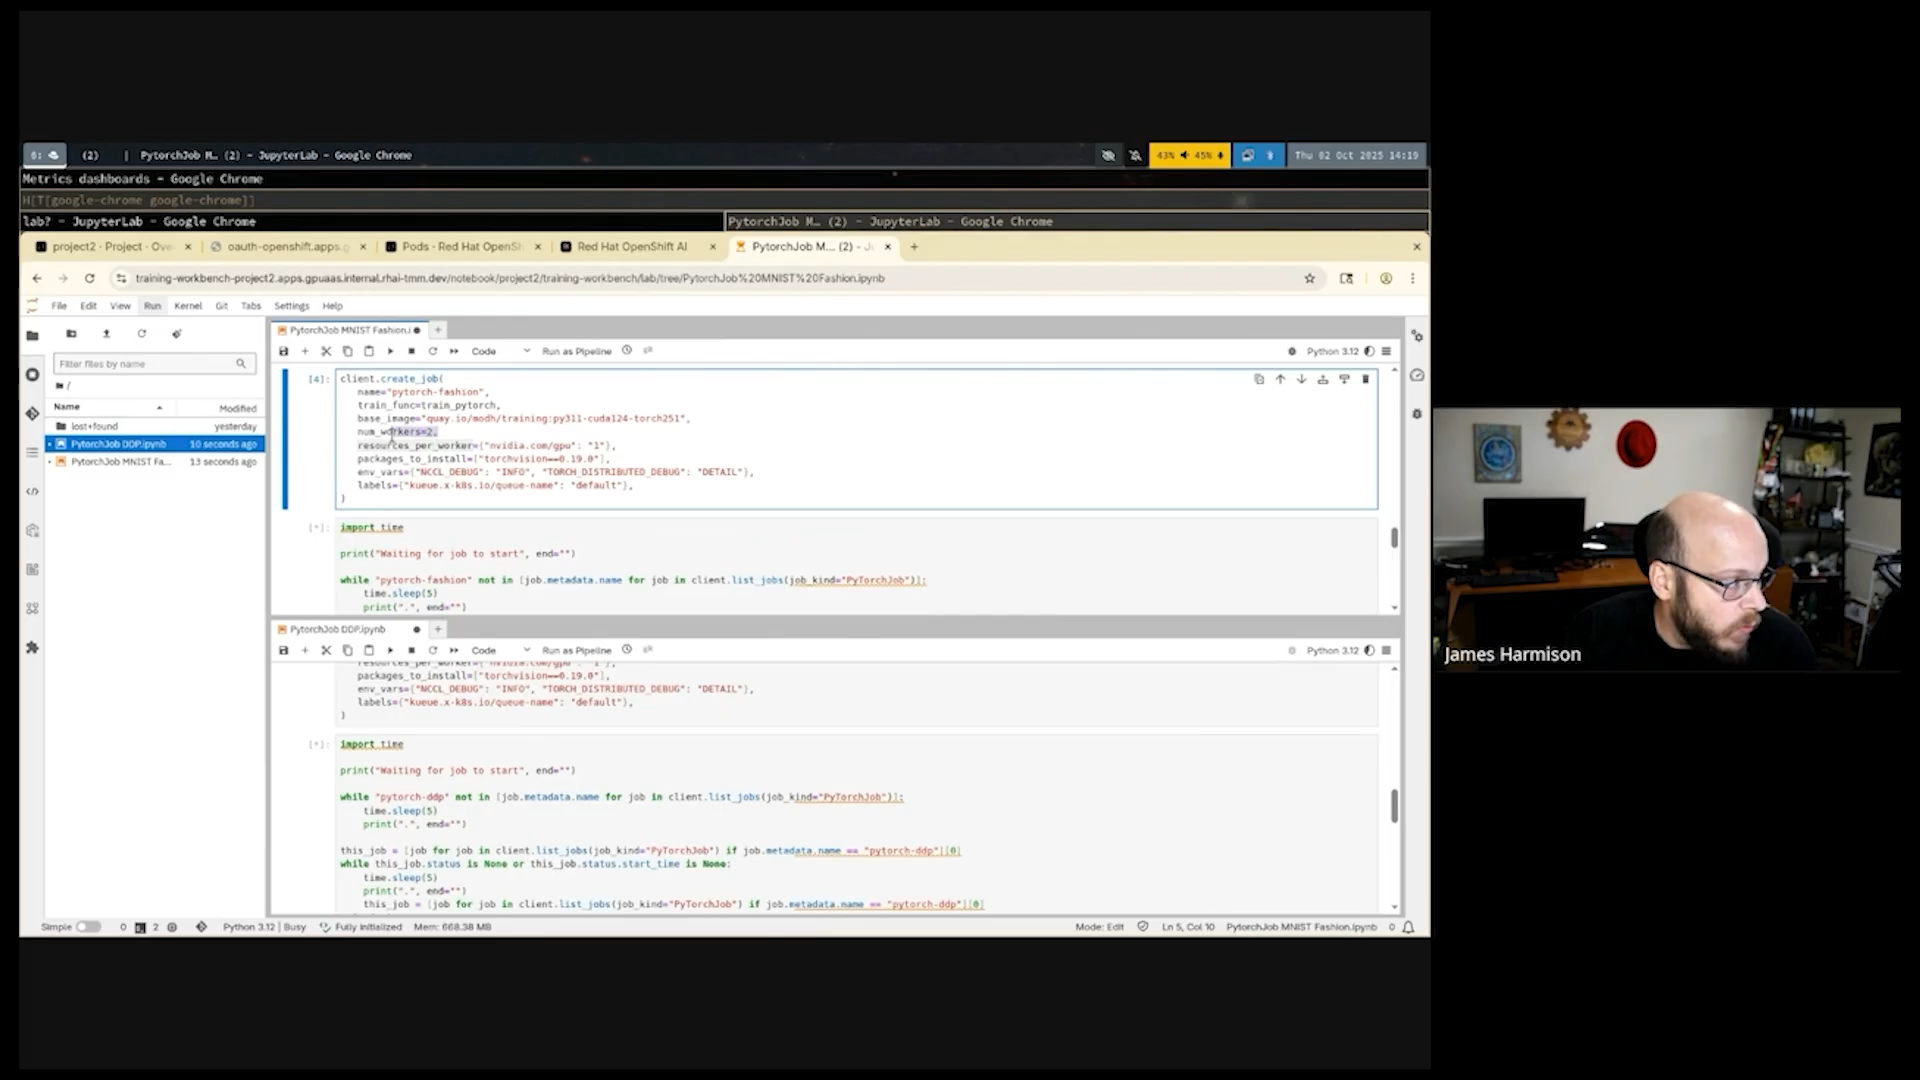 6:
(2)
| PytorchJob M… (2) - JupyterLab - Google Chrome
43% 45%
Thu 02 Oct 2025 14:19
Metrics dashboards - Google Chrome
H[T[google-chrome google-chrome]]
lab? - JupyterLab - Google Chrome
PytorchJob M… (2) - JupyterLab - Google Chrome
project2 · Project · Ove
oauth-openshift.apps.g
Pods · Red Hat OpenSh
Red Hat OpenShift AI
PytorchJob M… (2) - Ju
training-workbench-project2.apps.gpuaas.internal.rhai-tmm.dev/notebook/project2/training-workbench/lab/tree/PytorchJob%20MNIST%20Fashion.ipynb
File Edit View Run Kernel Git Tabs Settings Help
Filter files by name
/
Name Modified
lost+found yesterday
PytorchJob DDP.ipynb 10 seconds ago
PytorchJob MNIST Fa... 13 seconds ago
PytorchJob MNIST Fashion.i
Code Run as Pipeline Python 3.12
[4]:
client.create_job(
name="pytorch-fashion",
train_func=train_pytorch,
base_image="quay.io/modh/training:py311-cuda124-torch251",
num_workers=2,
resources_per_worker={"nvidia.com/gpu": "1"},
packages_to_install=["torchvision==0.19.0"],
env_vars={"NCCL_DEBUG": "INFO", "TORCH_DISTRIBUTED_DEBUG": "DETAIL"},
labels={"kueue.x-k8s.io/queue-name": "default"},
)
[*]:
import time
print("Waiting for job to start", end="")
while "pytorch-fashion" not in [job.metadata.name for job in client.list_jobs(job_kind="PyTorchJob")]:
time.sleep(5)
print(".", end="")
PytorchJob DDP.ipynb
Code Run as Pipeline Python 3.12
resources_per_worker={"nvidia.com/gpu": "1"},
packages_to_install=["torchvision==0.19.0"],
env_vars={"NCCL_DEBUG": "INFO", "TORCH_DISTRIBUTED_DEBUG": "DETAIL"},
labels={"kueue.x-k8s.io/queue-name": "default"},
)
[*]:
import time
print("Waiting for job to start", end="")
while "pytorch-ddp" not in [job.metadata.name for job in client.list_jobs(job_kind="PyTorchJob")]:
time.sleep(5)
print(".", end="")
this_job = [job for job in client.list_jobs(job_kind="PyTorchJob") if job.metadata.name == "pytorch-ddp"][0]
while this_job.status is None or this_job.status.start_time is None:
time.sleep(5)
print(".", end="")
this_job = [job for job in client.list_jobs(job_kind="PyTorchJob") if job.metadata.name == "pytorch-ddp"][0]
Simple 0 2 Python 3.12 | Busy Fully initialized Mem: 668.38 MB
Mode: Edit Ln 5, Col 10 PytorchJob MNIST Fashion.ipynb 0
James Harmison